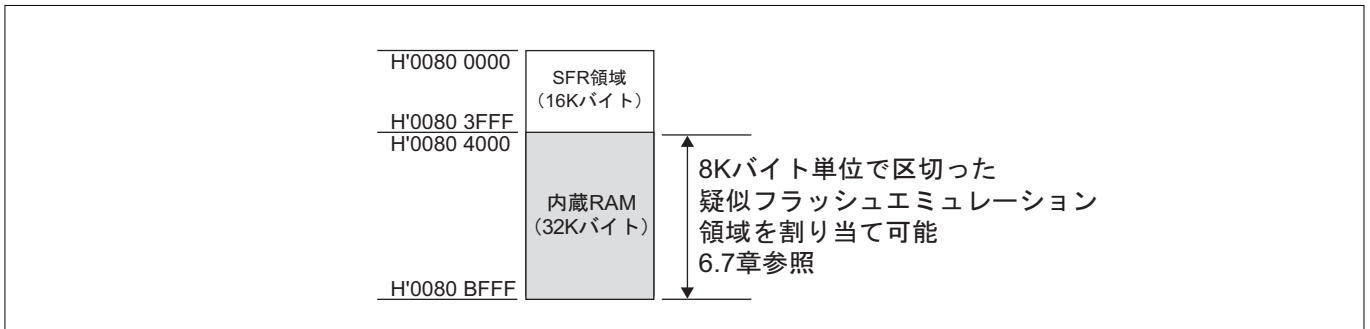 H'0080 0000
SFR領域
（16Kバイト）
H'0080 3FFF
H'0080 4000
内蔵RAM
（32Kバイト）
H'0080 BFFF
8Kバイト単位で区切った
疑似フラッシュエミュレーション
領域を割り当て可能
6.7章参照